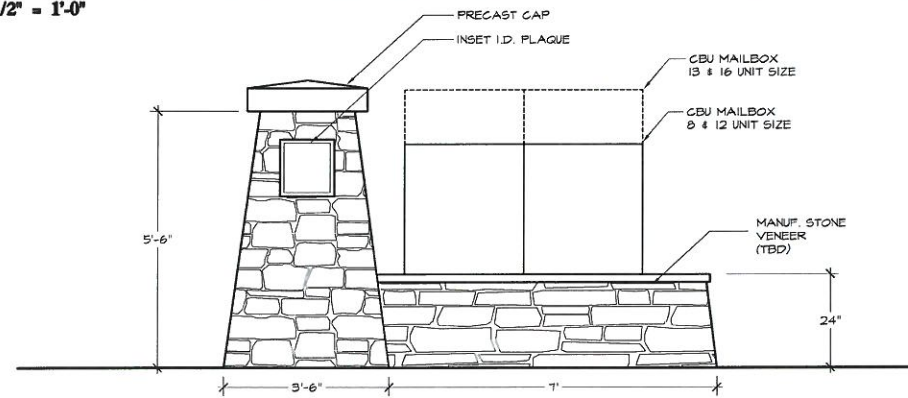 /2" = 1'-0"
PRECAST CAP
INSET I.D. PLAQUE
CBU MAILBOX
13 & 16 UNIT SIZE
CBU MAILBOX
8 & 12 UNIT SIZE
MANUF. STONE
VENEER
(TBD)
5'-6"
24"
3'-6"
7'